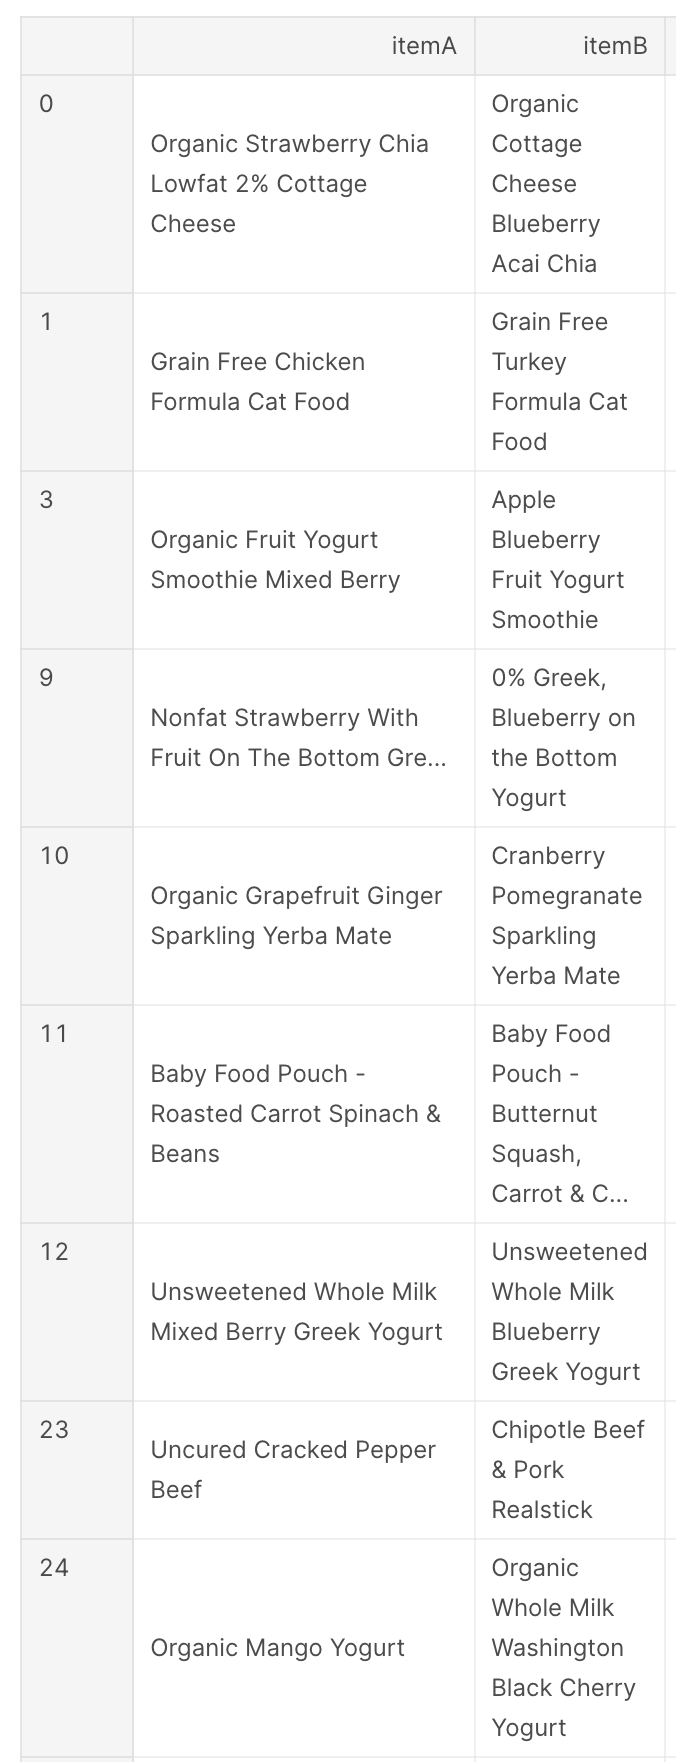 itemA itemB
0
Organic Strawberry Chia
Lowfat 2% Cottage
Cheese
Organic
Cottage
Cheese
Blueberry
Acai Chia
1
Grain Free Chicken
Formula Cat Food
Grain Free
Turkey
Formula Cat
Food
3
Organic Fruit Yogurt
Smoothie Mixed Berry
Apple
Blueberry
Fruit Yogurt
Smoothie
9
Nonfat Strawberry With
Fruit On The Bottom Gre...
0% Greek,
Blueberry on
the Bottom
Yogurt
10
Organic Grapefruit Ginger
Sparkling Yerba Mate
Cranberry
Pomegranate
Sparkling
Yerba Mate
11
Baby Food Pouch -
Roasted Carrot Spinach &
Beans
Baby Food
Pouch -
Butternut
Squash,
Carrot & C...
12
Unsweetened Whole Milk
Mixed Berry Greek Yogurt
Unsweetened
Whole Milk
Blueberry
Greek Yogurt
23
Uncured Cracked Pepper
Beef
Chipotle Beef
& Pork
Realstick
24
Organic Mango Yogurt
Organic
Whole Milk
Washington
Black Cherry
Yogurt